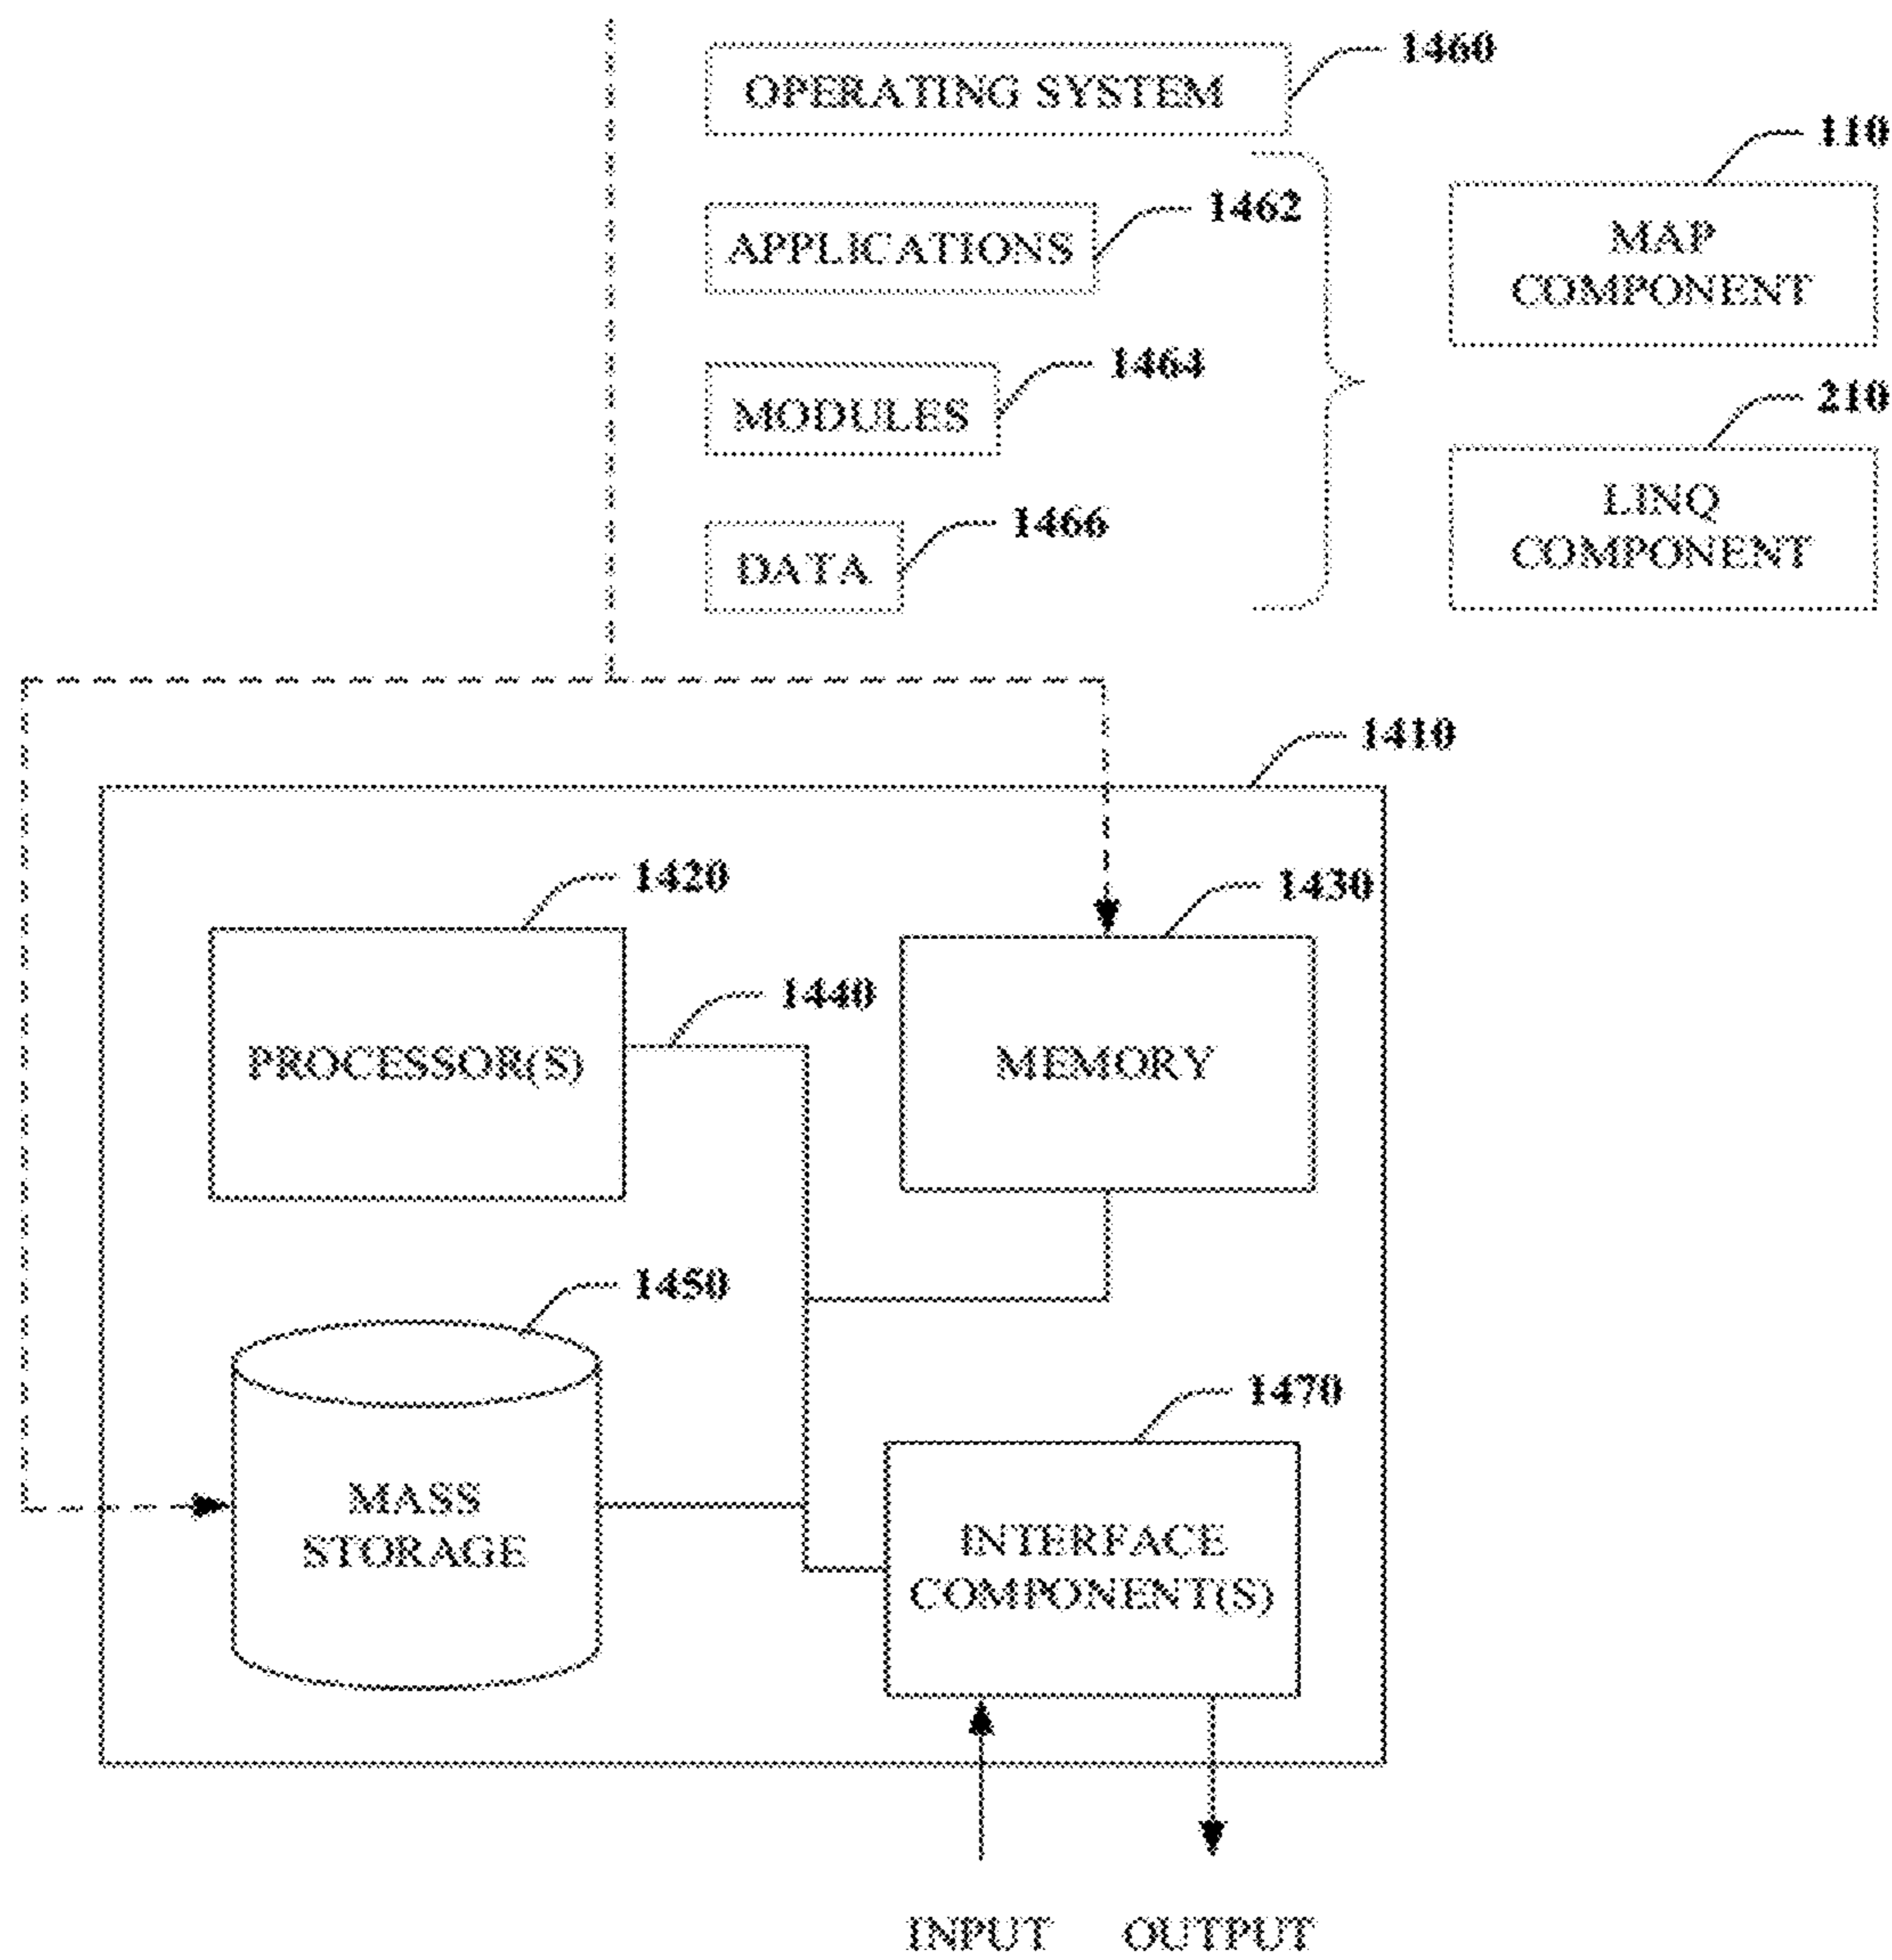 1460
OPERATING SYSTEM
110
1462
APPLICATIONS
MAP
COMPONENT
1464
MODULES
210
LINQ
COMPONENT
1466
DATA
1410
1420
1430
1440
PROCESSOR(S)
MEMORY
1450
1470
MASS
STORAGE
INTERFACE
COMPONENT(S)
INPUT
OUTPUT